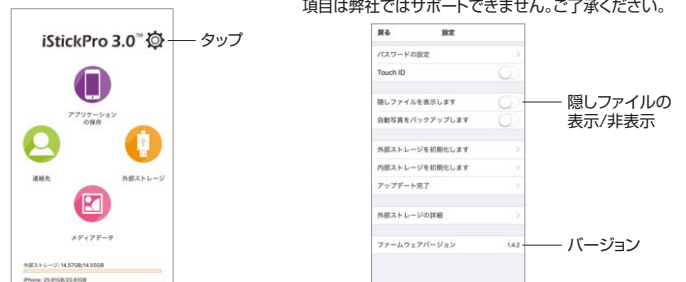 項目は弊社ではサポートできません。ご了承ください。
iStickPro 3.0™
タップ
アプリケーション
の保存
連絡先
外部ストレージ
メディアデータ
外部ストレージ: 14.57GB/14.55GB
iPhone: 25.91GB/20.81GB
戻る 設定
パスワードの設定
Touch ID
隠しファイルを表示します
自動写真をバックアップします
外部ストレージを初期化します
内部ストレージを初期化します
アップデート完了
外部ストレージの詳細
ファームウェアバージョン 1.4.2
隠しファイルの
表示/非表示
バージョン